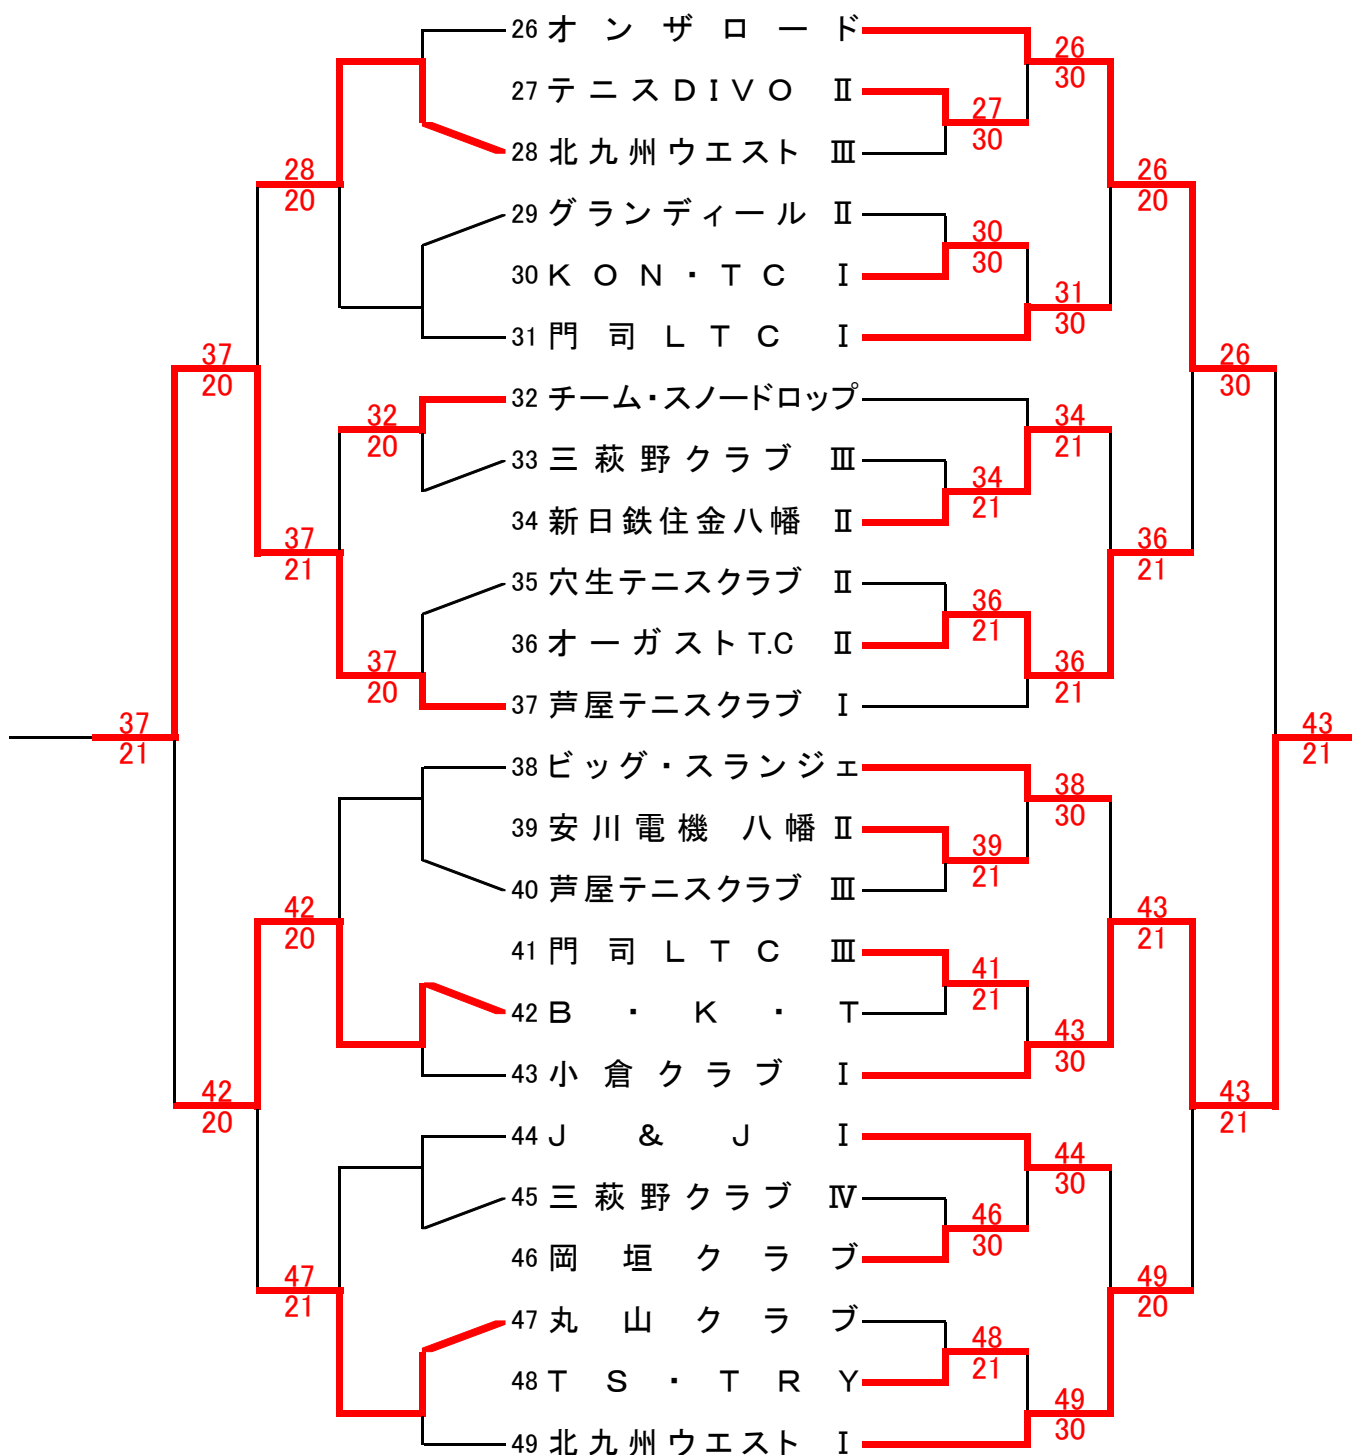 26 オンザロード
26
30
27 テニスDIVO Ⅱ
27
30
28 北九州ウエスト Ⅲ
28
20
26
20
29 グランディール Ⅱ
30
30
30 KON・TC Ⅰ
31
30
31 門司LTC Ⅰ
37
20
26
30
32 チーム・スノードロップ
32
20
34
21
33 三萩野クラブ Ⅲ
34
21
34 新日鉄住金八幡 Ⅱ
37
21
36
21
35 穴生テニスクラブ Ⅱ
36
21
36 オーガストT.C Ⅱ
37
20
36
21
37 芦屋テニスクラブ Ⅰ
37
21
43
21
38 ビッグ・スランジェ
38
30
39 安川電機 八幡 Ⅱ
39
21
40 芦屋テニスクラブ Ⅲ
42
20
43
21
41 門司LTC Ⅲ
41
21
42 B・K・T
43
30
43 小倉クラブ Ⅰ
42
20
43
21
44 J&J Ⅰ
44
30
45 三萩野クラブ Ⅳ
46
30
46 岡垣クラブ
47
21
49
20
47 丸山クラブ
48
21
48 TS・TRY
49
30
49 北九州ウエスト Ⅰ